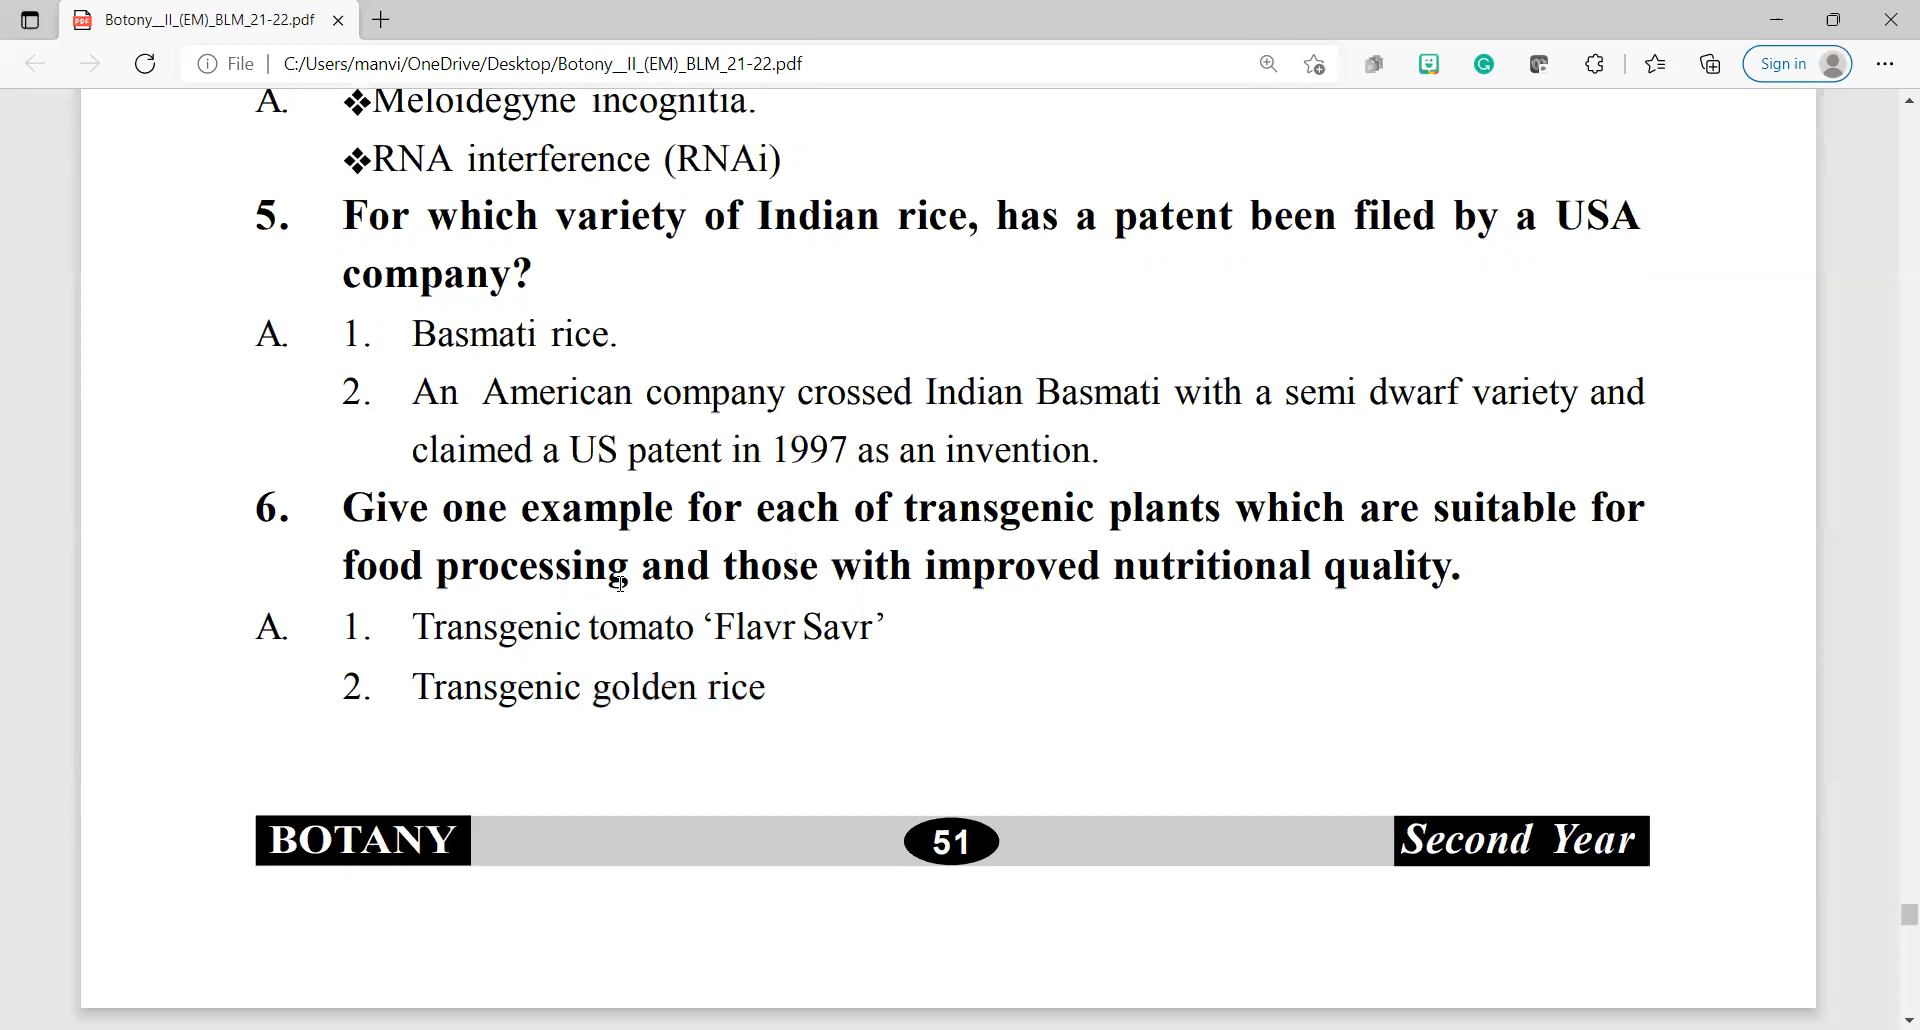 Botony__II_(EM)_BLM_21-22.pdf
File | C:/Users/manvi/OneDrive/Desktop/Botony__II_(EM)_BLM_21-22.pdf
Sign in
A. ❖Meloidegyne incognitia.
❖RNA interference (RNAi)
5. For which variety of Indian rice, has a patent been filed by a USA
company?
A. 1. Basmati rice.
2. An American company crossed Indian Basmati with a semi dwarf variety and
claimed a US patent in 1997 as an invention.
6. Give one example for each of transgenic plants which are suitable for
food processing and those with improved nutritional quality.
A. 1. Transgenic tomato ‘Flavr Savr’
2. Transgenic golden rice
BOTANY 51 Second Year